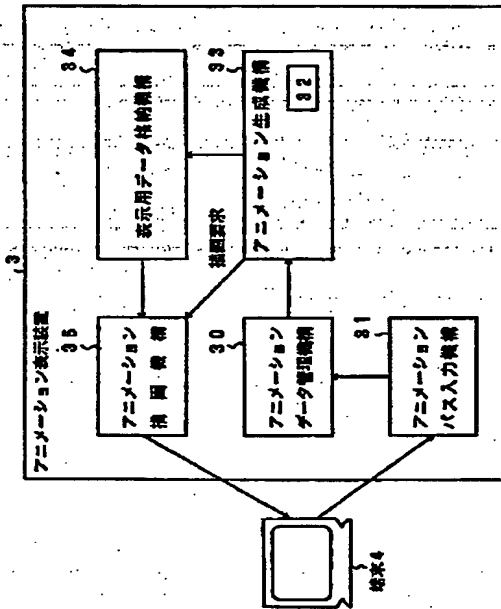 3
アニメーション表示装置
35
アニメーション
描画機構
34
表示用データ格納機構
描画要求
30
アニメーション
データ管理機構
33
アニメーション生成機構
32
31
アニメーション
パス入力機構
端末4